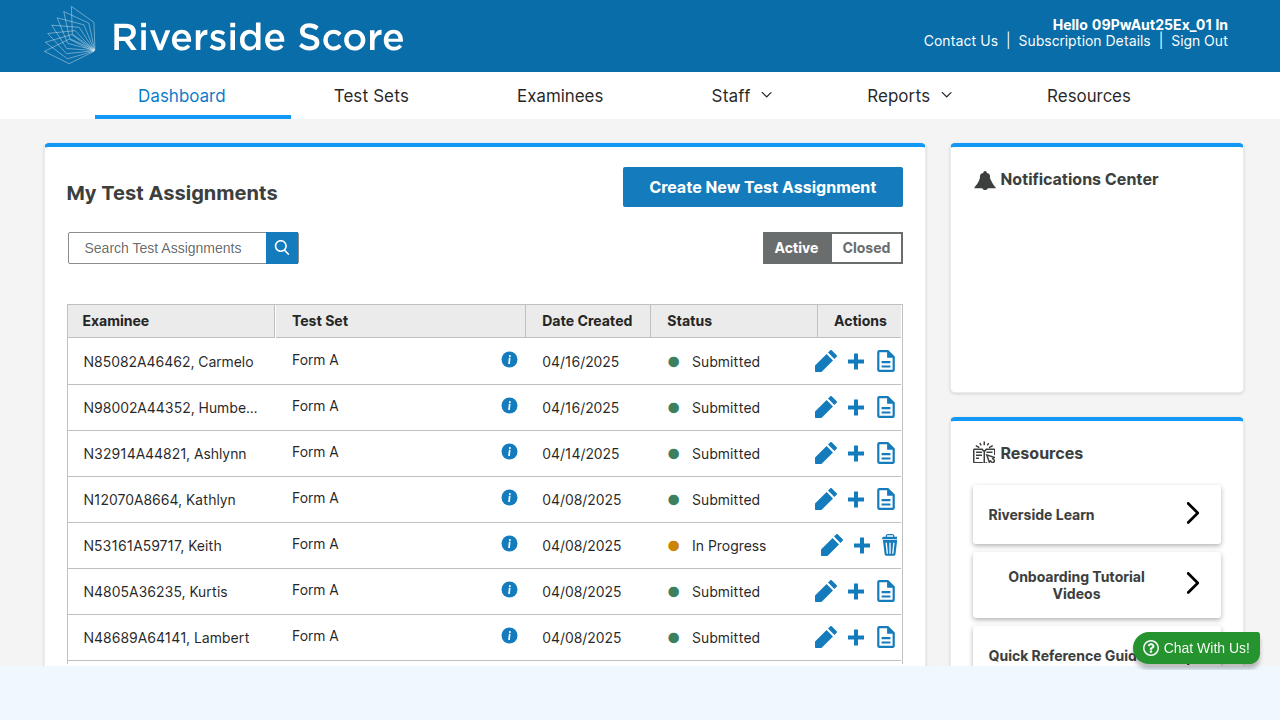 Riverside Score
Hello 09PwAut25Ex_01 In
Contact Us | Subscription Details | Sign Out
Dashboard Test Sets Examinees Staff Reports Resources
My Test Assignments
Create New Test Assignment
Search Test Assignments
Active Closed
Examinee Test Set Date Created Status Actions
N85082A46462, Carmelo Form A 04/16/2025 Submitted
N98002A44352, Humbe... Form A 04/16/2025 Submitted
N32914A44821, Ashlynn Form A 04/14/2025 Submitted
N12070A8664, Kathlyn Form A 04/08/2025 Submitted
N53161A59717, Keith Form A 04/08/2025 In Progress
N4805A36235, Kurtis Form A 04/08/2025 Submitted
N48689A64141, Lambert Form A 04/08/2025 Submitted
Notifications Center
Resources
Riverside Learn
Onboarding Tutorial
Videos
Quick Reference
Chat With Us!